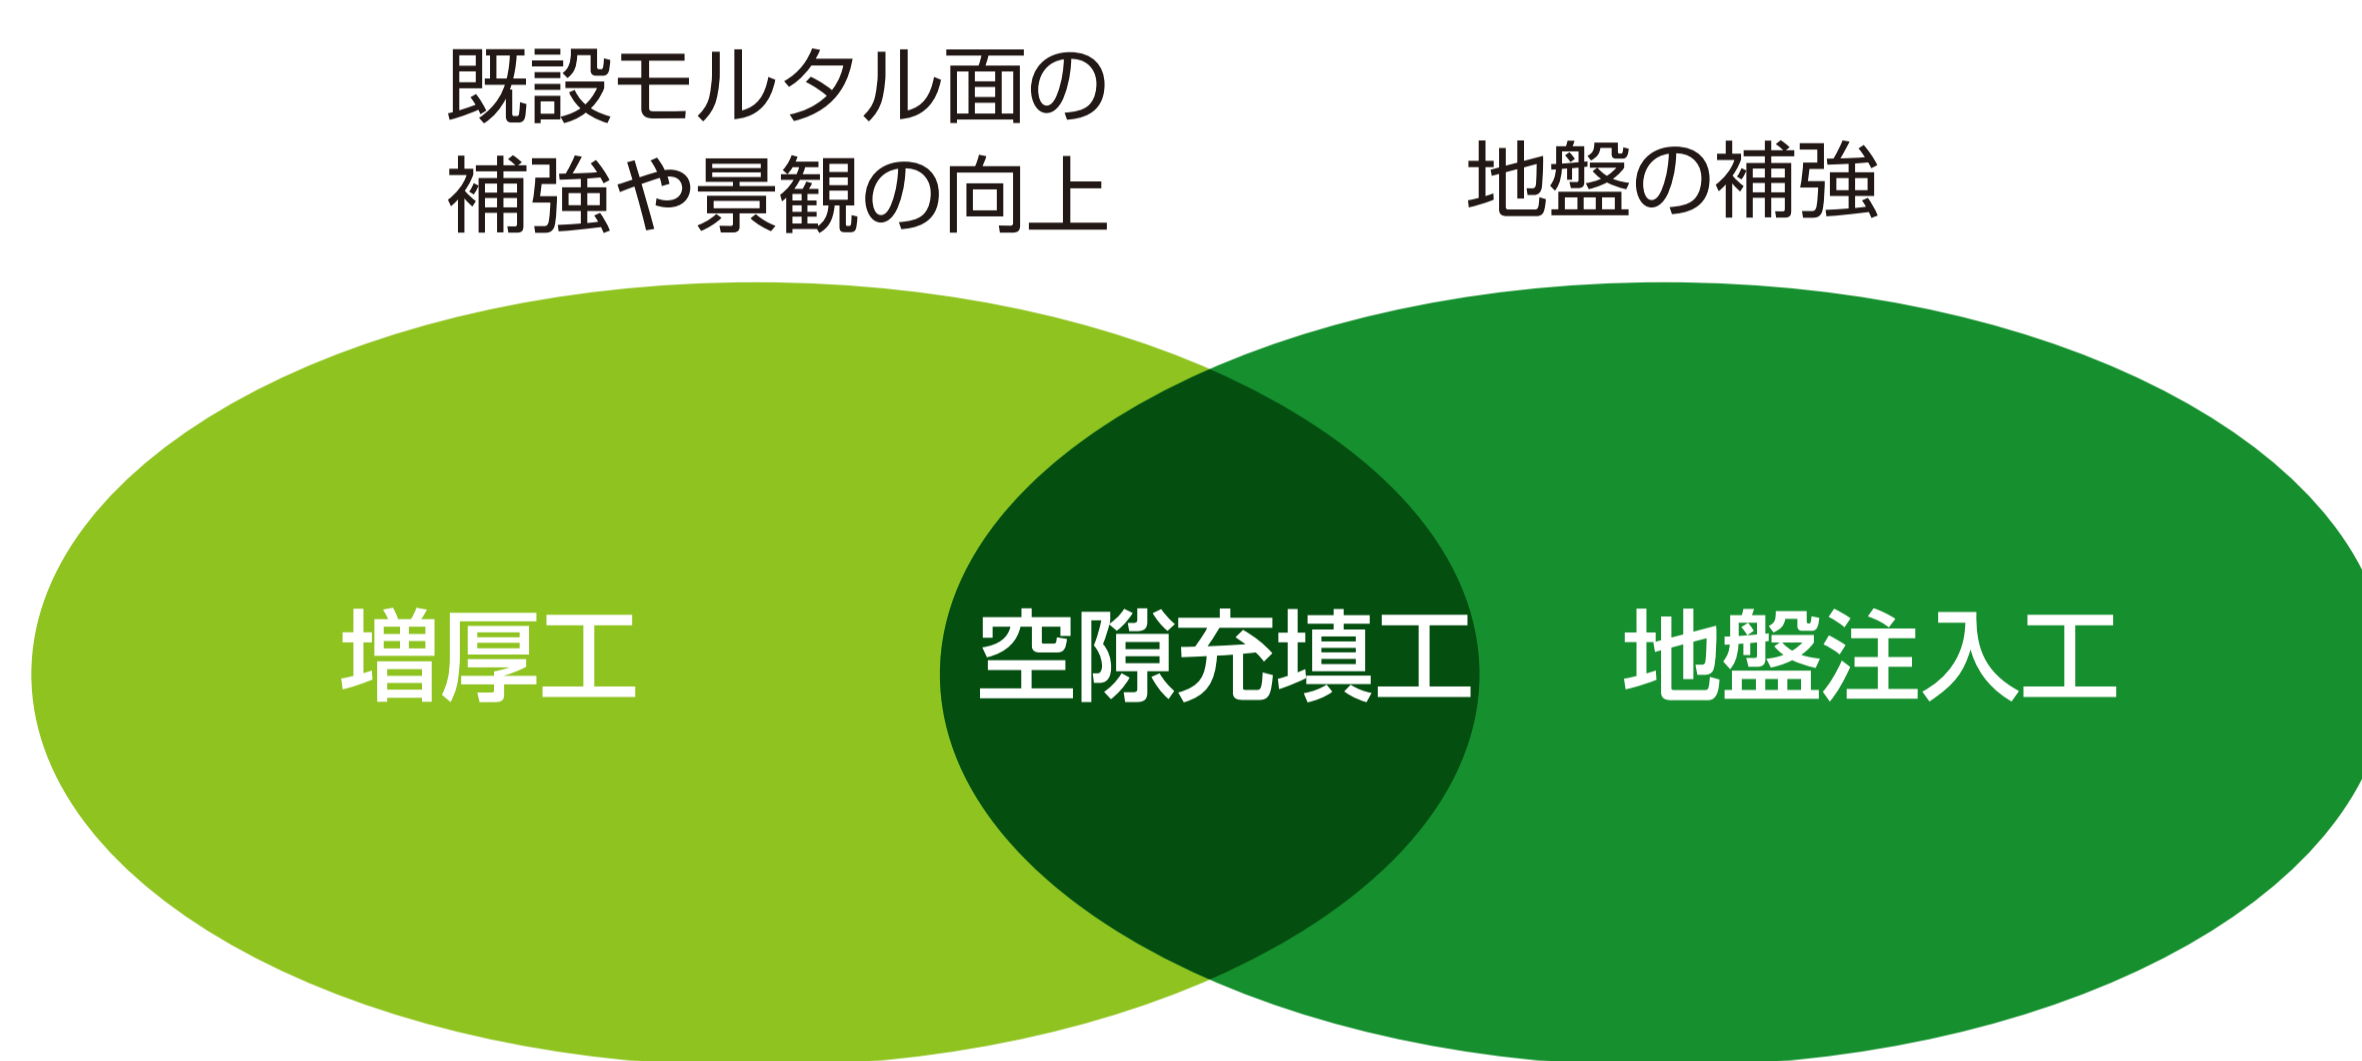 既設モルタル面の
補強や景観の向上
地盤の補強
増厚工
空隙充填工
地盤注入工